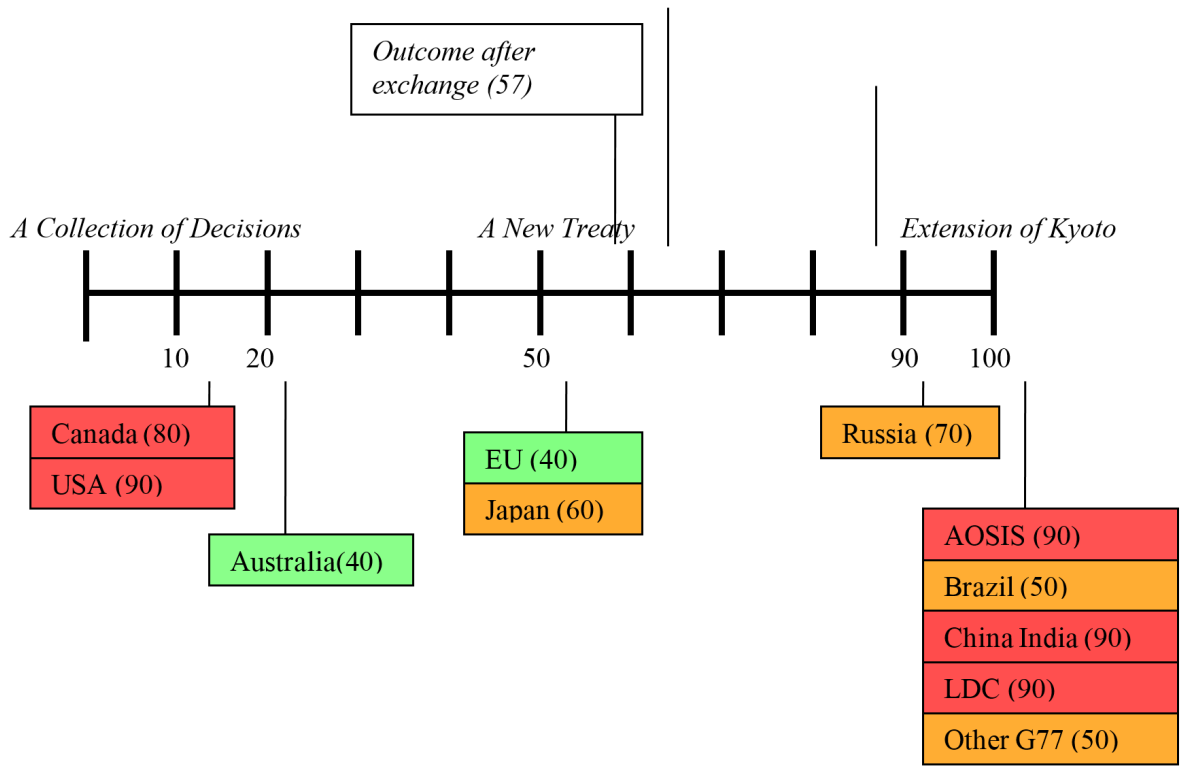 Outcome after
exchange (57)
A Collection of Decisions
A New Treaty
Extension of Kyoto
10
20
50
90
100
Canada (80)
USA (90)
Australia(40)
EU (40)
Japan (60)
Russia (70)
AOSIS (90)
Brazil (50)
China India (90)
LDC (90)
Other G77 (50)